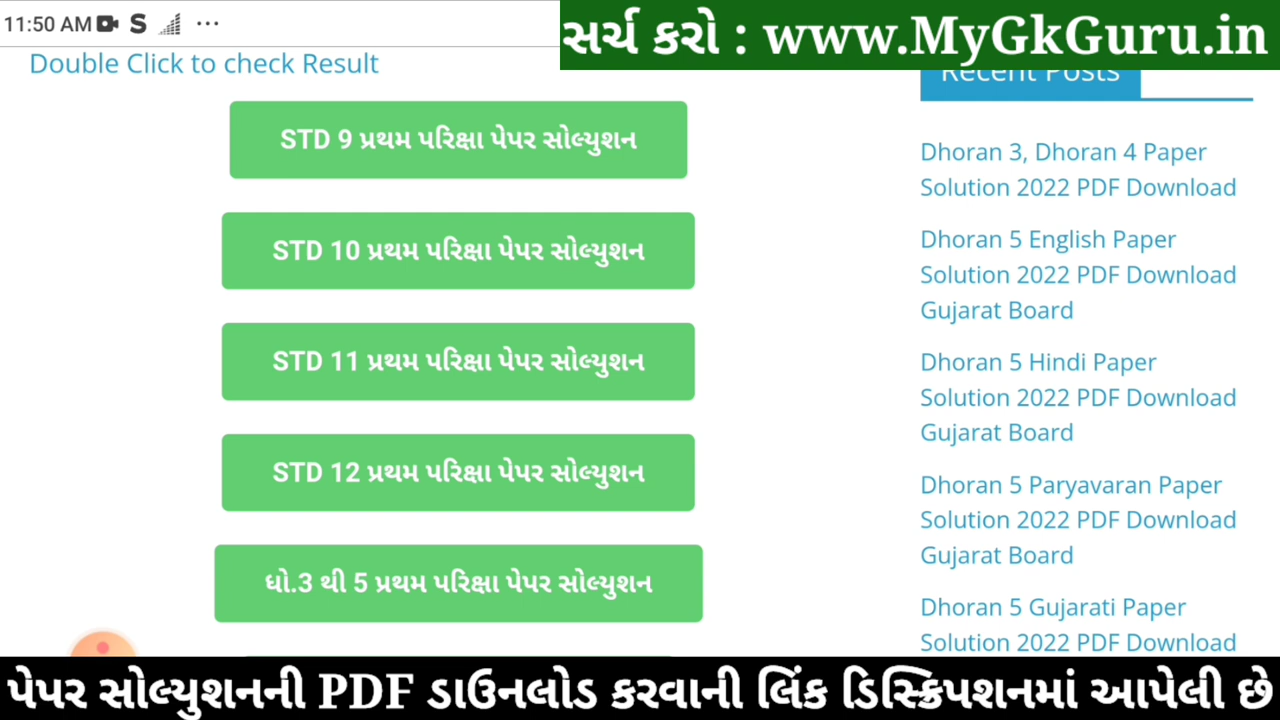 11:50 AM S ...
સર્ચ કરો : www.MyGkGuru.in
Double Click to check Result
STD 9 પ્રથમ પરિક્ષા પેપર સોલ્યુશન
STD 10 પ્રથમ પરિક્ષા પેપર સોલ્યુશન
STD 11 પ્રથમ પરિક્ષા પેપર સોલ્યુશન
STD 12 પ્રથમ પરિક્ષા પેપર સોલ્યુશન
ધો.3 થી 5 પ્રથમ પરિક્ષા પેપર સોલ્યુશન
Recent Posts
Dhoran 3, Dhoran 4 Paper
Solution 2022 PDF Download
Dhoran 5 English Paper
Solution 2022 PDF Download
Gujarat Board
Dhoran 5 Hindi Paper
Solution 2022 PDF Download
Gujarat Board
Dhoran 5 Paryavaran Paper
Solution 2022 PDF Download
Gujarat Board
Dhoran 5 Gujarati Paper
Solution 2022 PDF Download
પેપર સોલ્યુશનની PDF ડાઉનલોડ કરવાની લિંક ડિસ્ક્રિપશનમાં આપેલી છે